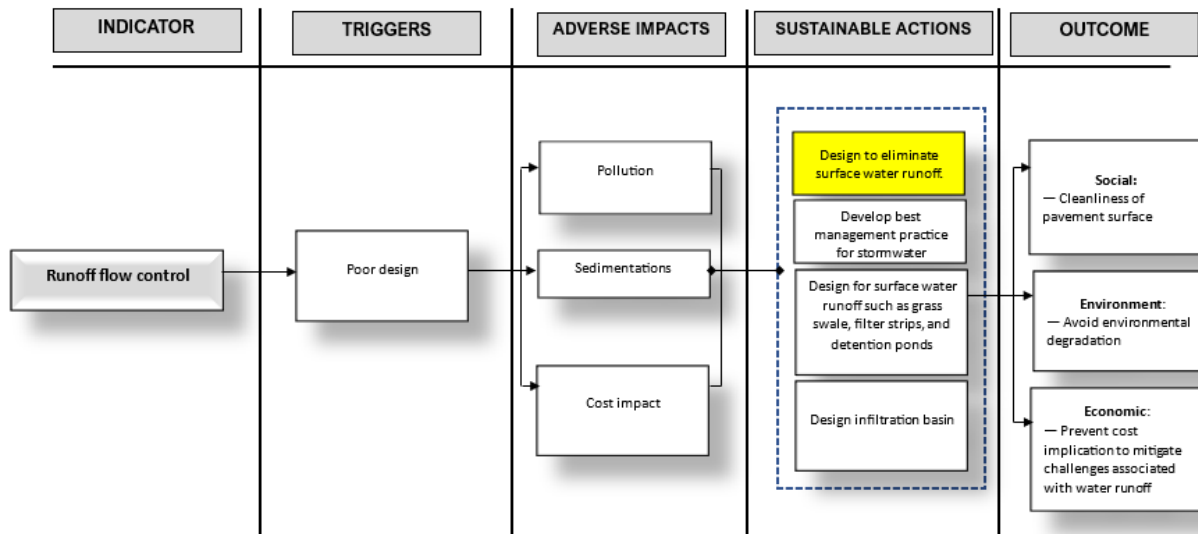 INDICATOR
TRIGGERS
ADVERSE IMPACTS
SUSTAINABLE ACTIONS
OUTCOME
Runoff flow control
Poor design
Pollution
Sedimentations
Cost impact
Design to eliminate
surface water runoff.
Develop best
management practice
for stormwater
Design for surface water
runoff such as grass
swale, filter strips, and
detention ponds
Design infiltration basin
Social:
— Cleanliness of
pavement surface
Environment:
— Avoid environmental
degradation
Economic:
— Prevent cost
implication to mitigate
challenges associated
with water runoff